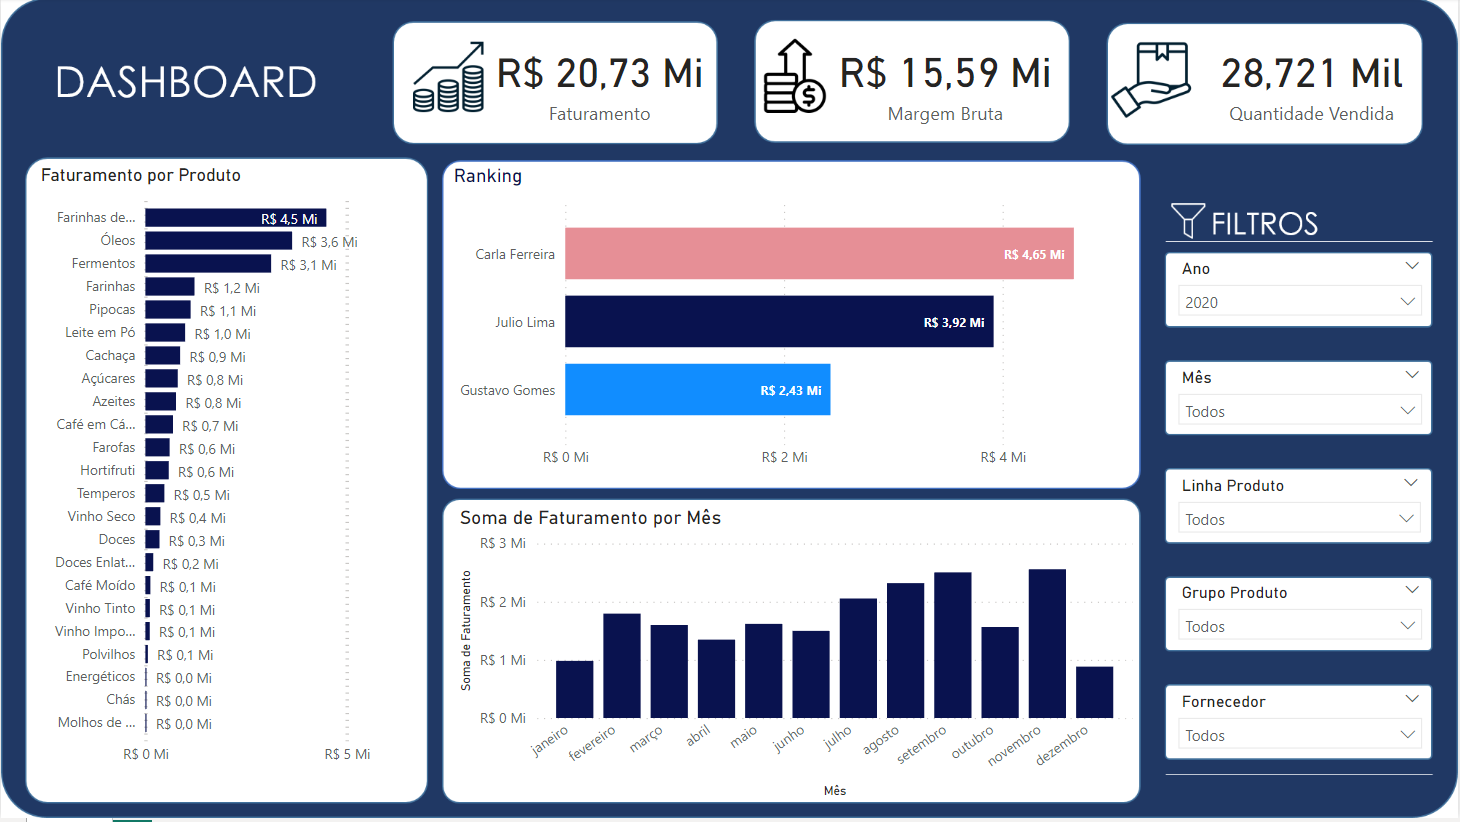 DASHBOARD
R$ 20,73 Mi
Faturamento
R$ 15,59 Mi
Margem Bruta
28,721 Mil
Quantidade Vendida
Faturamento por Produto
Farinhas de... R$ 4,5 Mi
Óleos R$ 3,6 Mi
Fermentos R$ 3,1 Mi
Farinhas R$ 1,2 Mi
Pipocas R$ 1,1 Mi
Leite em Pó R$ 1,0 Mi
Cachaça R$ 0,9 Mi
Açúcares R$ 0,8 Mi
Azeites R$ 0,8 Mi
Café em Cá... R$ 0,7 Mi
Farofas R$ 0,6 Mi
Hortifruti R$ 0,6 Mi
Temperos R$ 0,5 Mi
Vinho Seco R$ 0,4 Mi
Doces R$ 0,3 Mi
Doces Enlat... R$ 0,2 Mi
Café Moído R$ 0,1 Mi
Vinho Tinto R$ 0,1 Mi
Vinho Impo... R$ 0,1 Mi
Polvilhos R$ 0,1 Mi
Energéticos R$ 0,0 Mi
Chás R$ 0,0 Mi
Molhos de ... R$ 0,0 Mi
R$ 0 Mi R$ 5 Mi
Ranking
Carla Ferreira R$ 4,65 Mi
Julio Lima R$ 3,92 Mi
Gustavo Gomes R$ 2,43 Mi
R$ 0 Mi R$ 2 Mi R$ 4 Mi
Soma de Faturamento por Mês
Soma de Faturamento
R$ 3 Mi
R$ 2 Mi
R$ 1 Mi
R$ 0 Mi
janeiro fevereiro março abril maio junho julho agosto setembro outubro novembro dezembro
Mês
FILTROS
Ano
2020
Mês
Todos
Linha Produto
Todos
Grupo Produto
Todos
Fornecedor
Todos